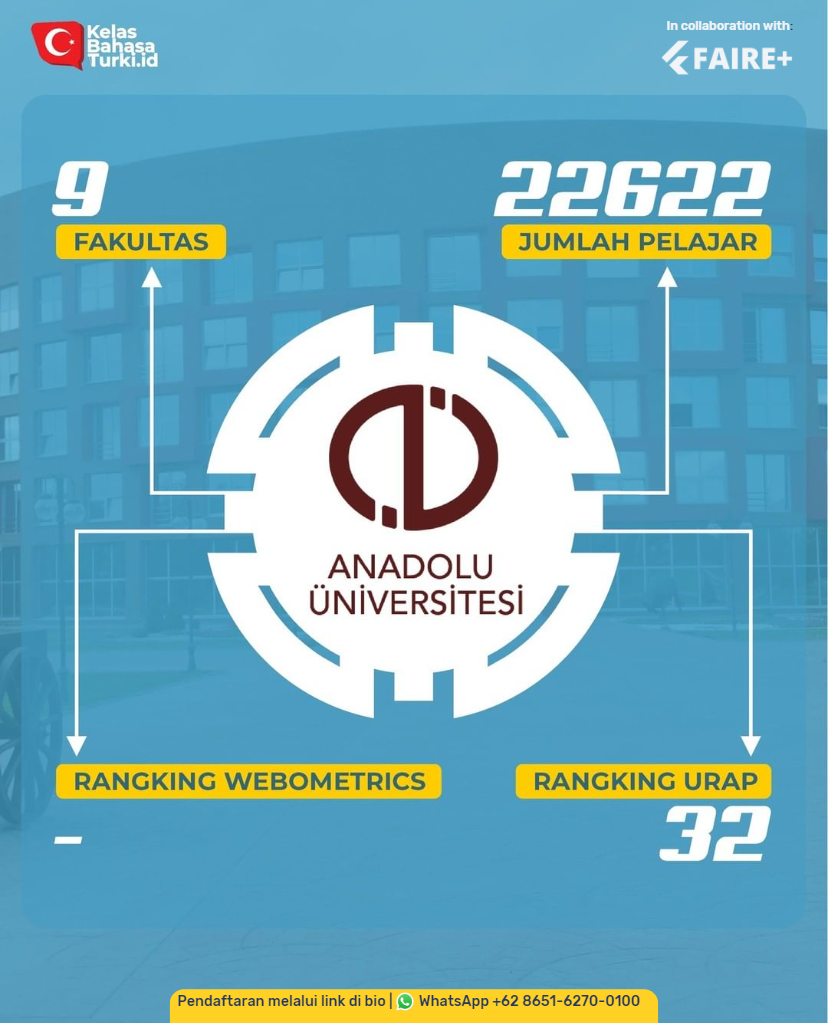 Kelas
Bahasa
Turki.id
In collaboration with:
FAIRE+
9
FAKULTAS
22622
JUMLAH PELAJAR
ANADOLU
ÜNİVERSİTESİ
RANGKING WEBOMETRICS
-
RANGKING URAP
32
Pendaftaran melalui link di bio | WhatsApp +62 8651-6270-0100